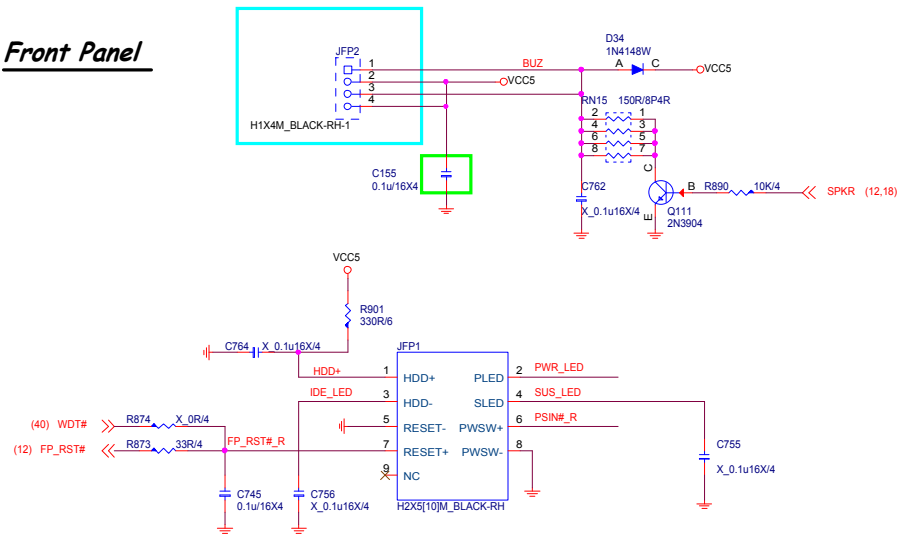 Front Panel
JFP2
1
2
3
4
H1X4M_BLACK-RH-1
BUZ
VCC5
D34
1N4148W
A
C
VCC5
RN15
150R/8P4R
2
1
4
3
6
5
8
7
C155
0.1u/16X4
C762
X_0.1u16X/4
C
B
E
Q111
2N3904
R890
10K/4
SPKR (12,18)
VCC5
R901
330R/6
C764
X_0.1u16X/4
JFP1
HDD+
1
HDD+
PLED
2
PWR_LED
IDE_LED
3
HDD-
SLED
4
SUS_LED
5
RESET-
PWSW+
6
PSIN#_R
(40) WDT#
R874
X_0R/4
(12) FP_RST#
R873
33R/4
FP_RST#_R
7
RESET+
PWSW-
8
9
NC
H2X5[10]M_BLACK-RH
C745
0.1u/16X4
C756
X_0.1u16X/4
C755
X_0.1u16X/4